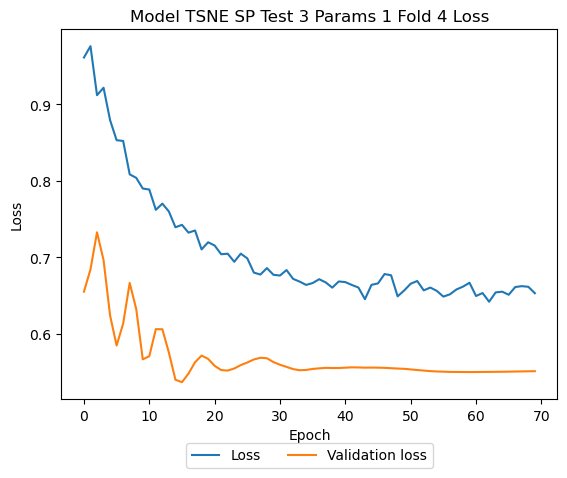 Model TSNE SP Test 3 Params 1 Fold 4 Loss
0.9
0.8
0.7
0.6
Loss
0 10 20 30 40 50 60 70
Epoch
Loss Validation loss